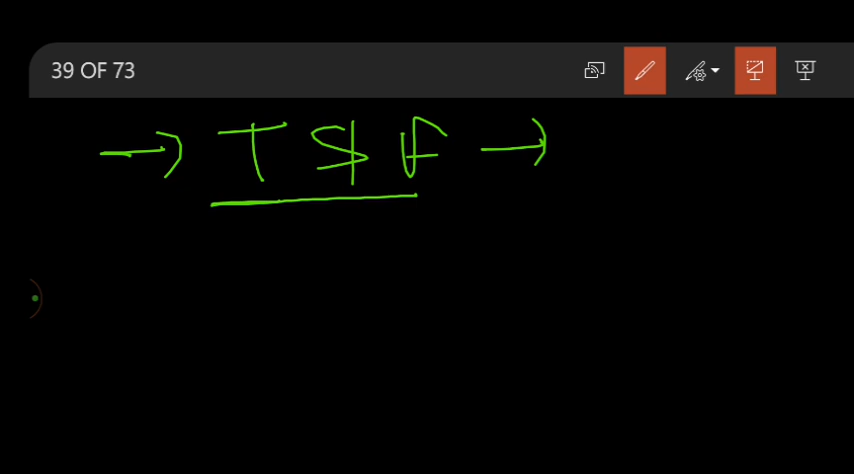 39 OF 73
→ T $ F →